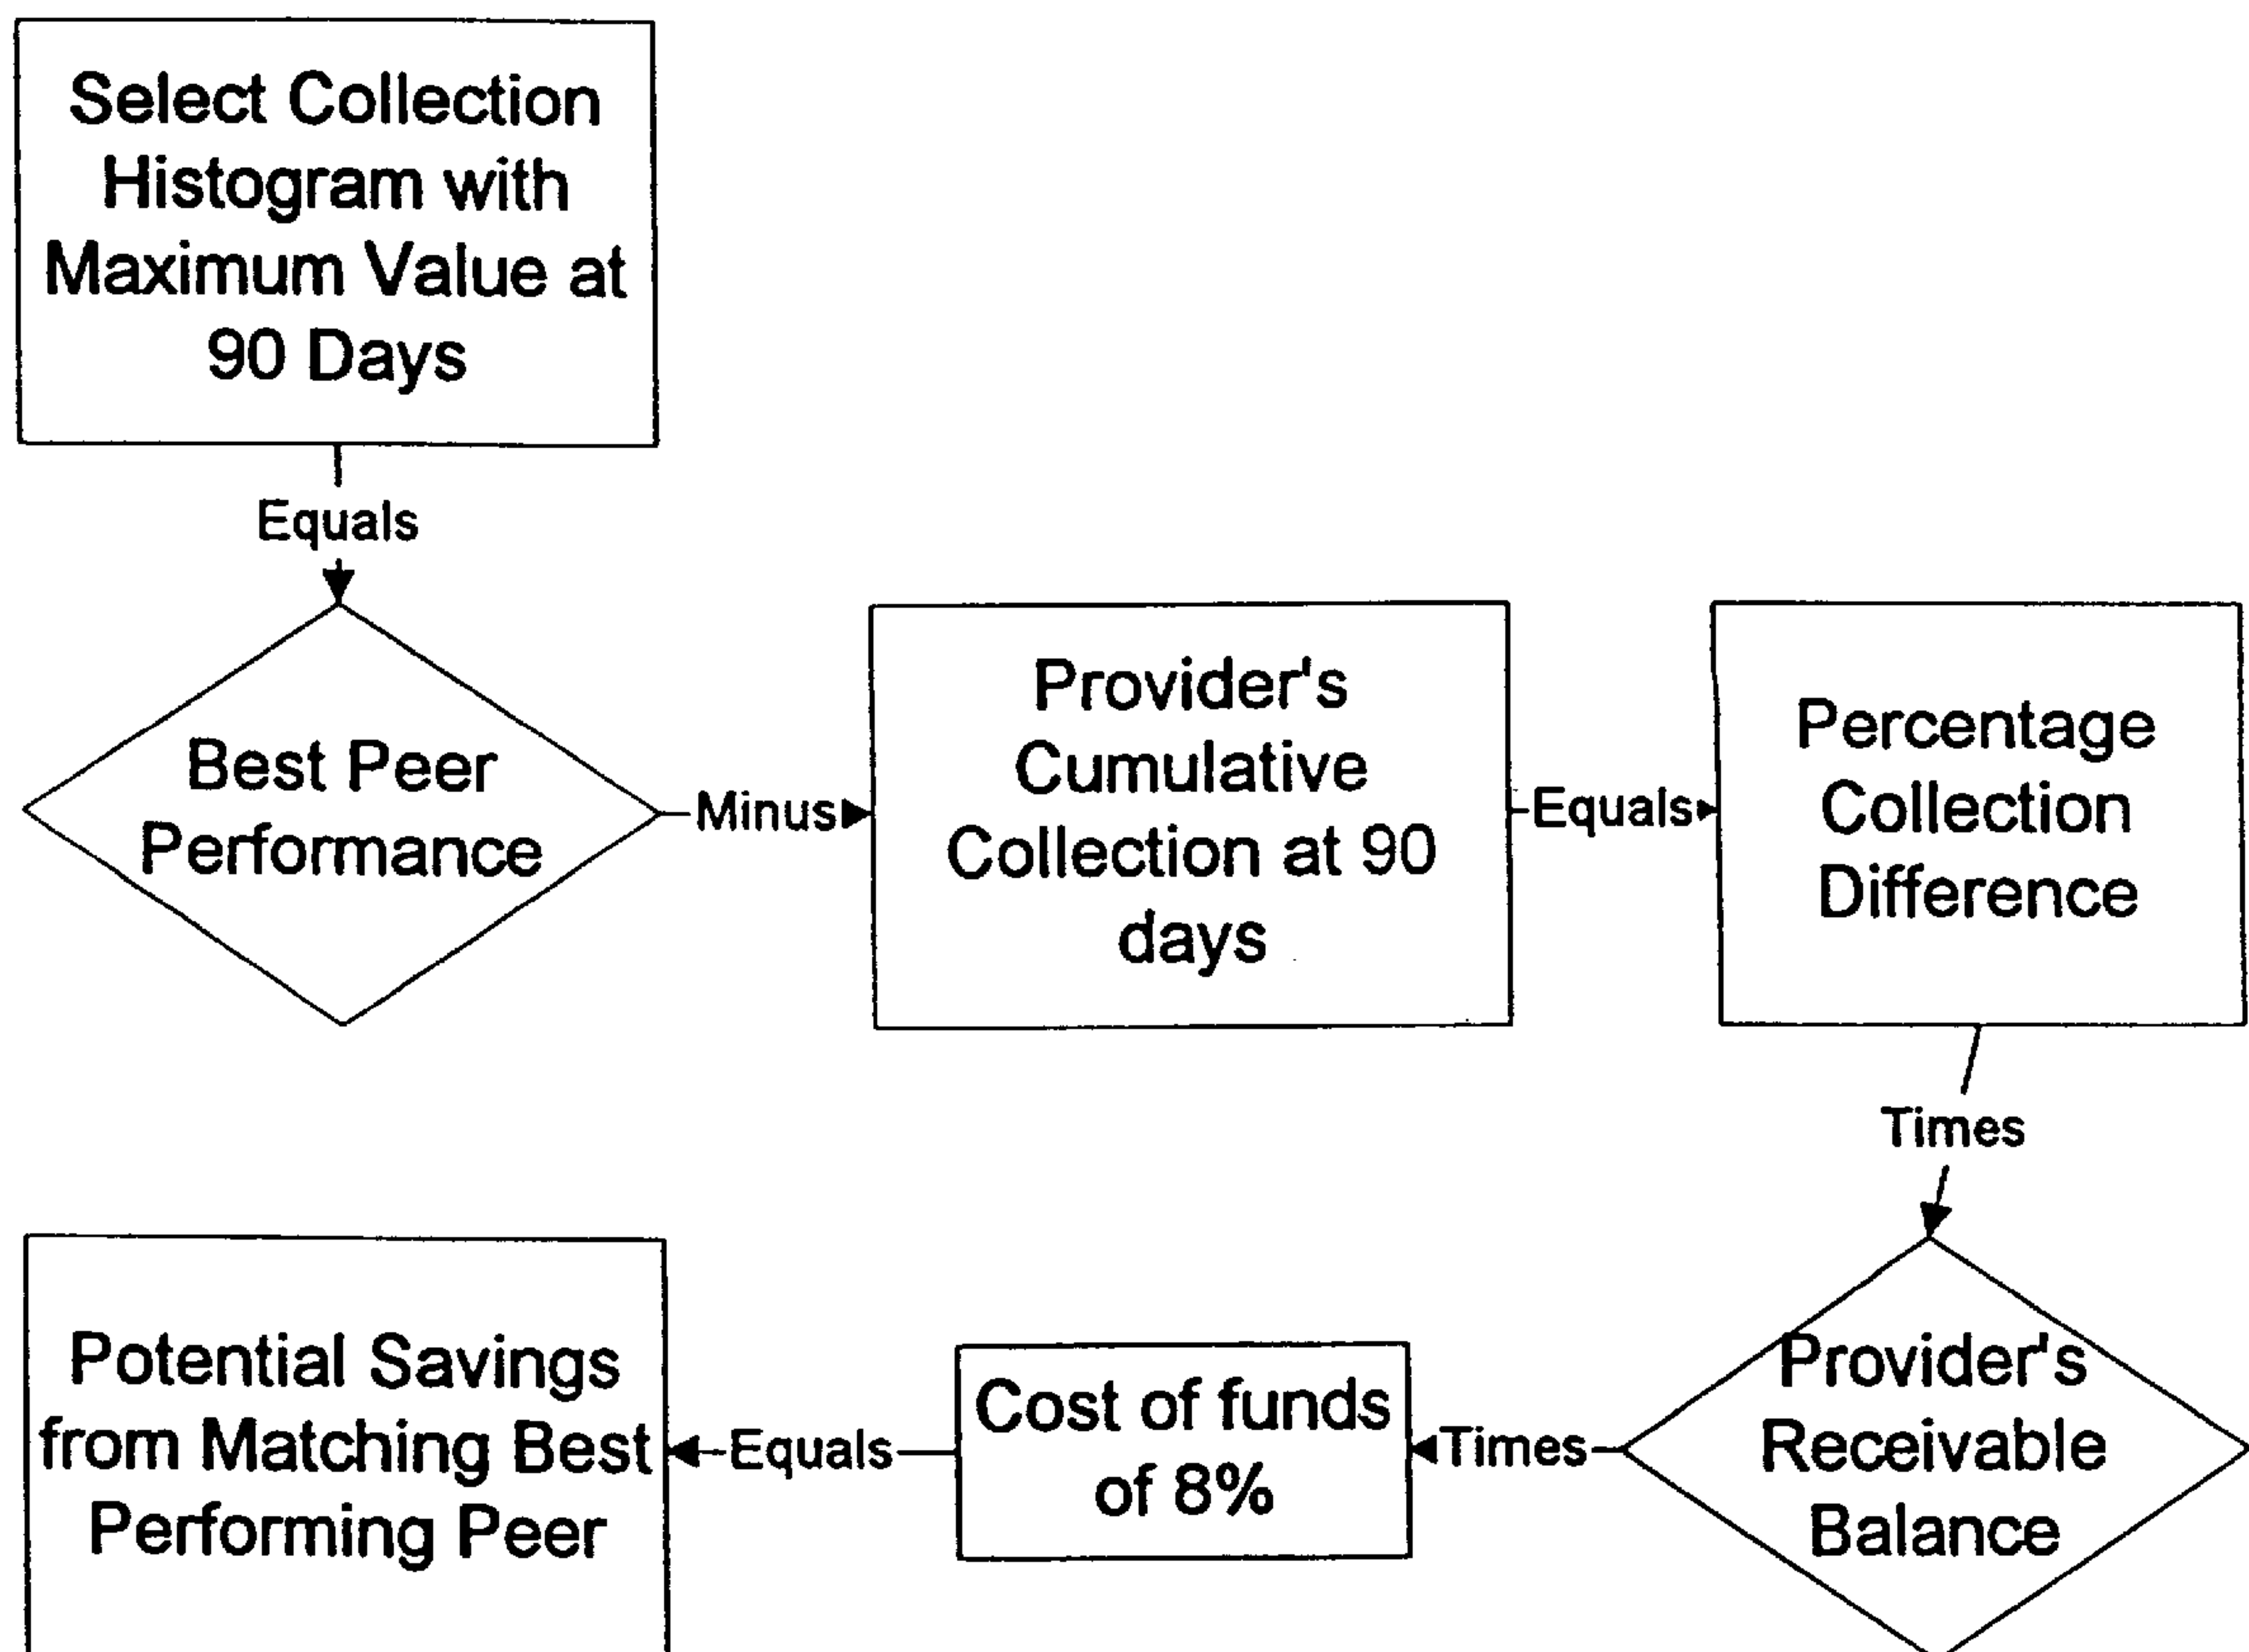 Select Collection
Histogram with
Maximum Value at
90 Days
Equals
Best Peer
Performance
Minus
Provider's
Cumulative
Collection at 90
days
Equals
Percentage
Collection
Difference
Times
Provider's
Receivable
Balance
Times
Cost of funds
of 8%
Equals
Potential Savings
from Matching Best
Performing Peer